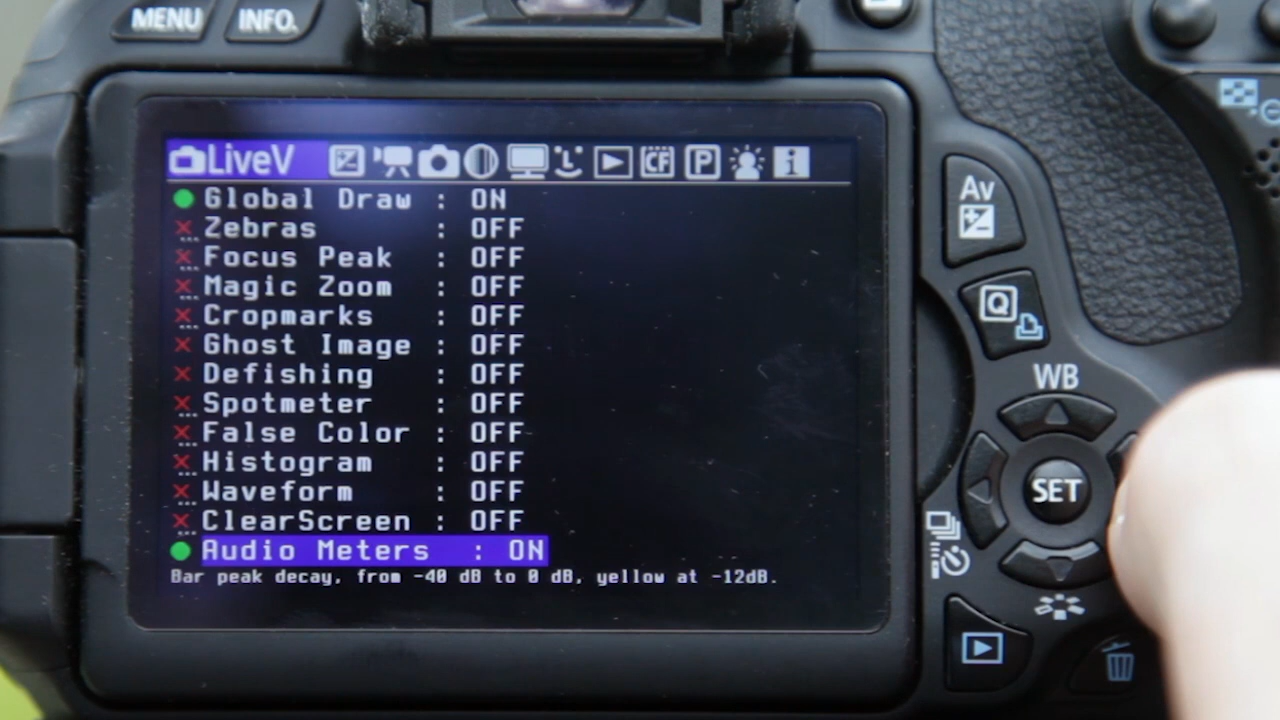 MENU INFO.
LiveV
Global Draw : ON
Zebras : OFF
Focus Peak : OFF
Magic Zoom : OFF
Cropmarks : OFF
Ghost Image : OFF
Defishing : OFF
Spotmeter : OFF
False Color : OFF
Histogram : OFF
Waveform : OFF
ClearScreen : OFF
Audio Meters : ON
Bar peak decay, from -40 dB to 0 dB, yellow at -12dB.
Av
Q
WB
SET